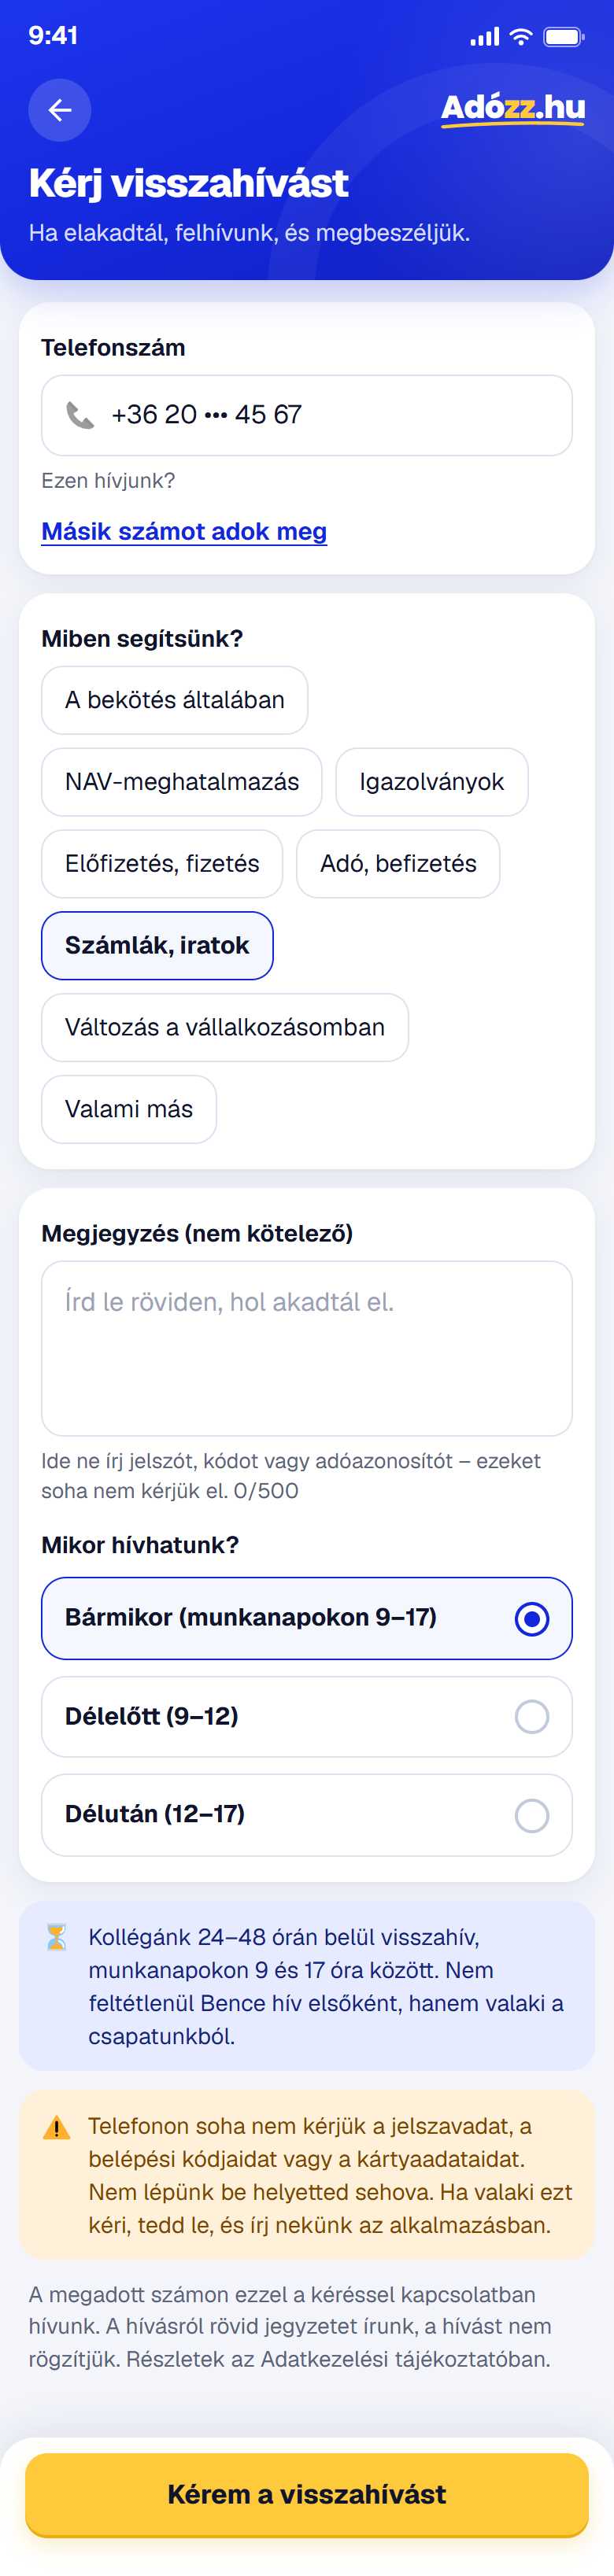 9:41
Adózz.hu
Kérj visszahívást
Ha elakadtál, felhívunk, és megbeszéljük.
Telefonszám
+36 20 ••• 45 67
Ezen hívjunk?
Másik számot adok meg
Miben segítsünk?
A bekötés általában
NAV-meghatalmazás Igazolványok
Előfizetés, fizetés Adó, befizetés
Számlák, iratok
Változás a vállalkozásomban
Valami más
Megjegyzés (nem kötelező)
Írd le röviden, hol akadtál el.
Ide ne írj jelszót, kódot vagy adóazonosítót – ezeket
soha nem kérjük el. 0/500
Mikor hívhatunk?
Bármikor (munkanapokon 9–17)
Délelőtt (9–12)
Délután (12–17)
Kollégánk 24–48 órán belül visszahív,
munkanapokon 9 és 17 óra között. Nem
feltétlenül Bence hív elsőként, hanem valaki a
csapatunkból.
Telefonon soha nem kérjük a jelszavadat, a
belépési kódjaidat vagy a kártyaadataidat.
Nem lépünk be helyetted sehova. Ha valaki ezt
kéri, tedd le, és írj nekünk az alkalmazásban.
A megadott számon ezzel a kéréssel kapcsolatban
hívunk. A hívásról rövid jegyzetet írunk, a hívást nem
rögzítjük. Részletek az Adatkezelési tájékoztatóban.
Kérem a visszahívást